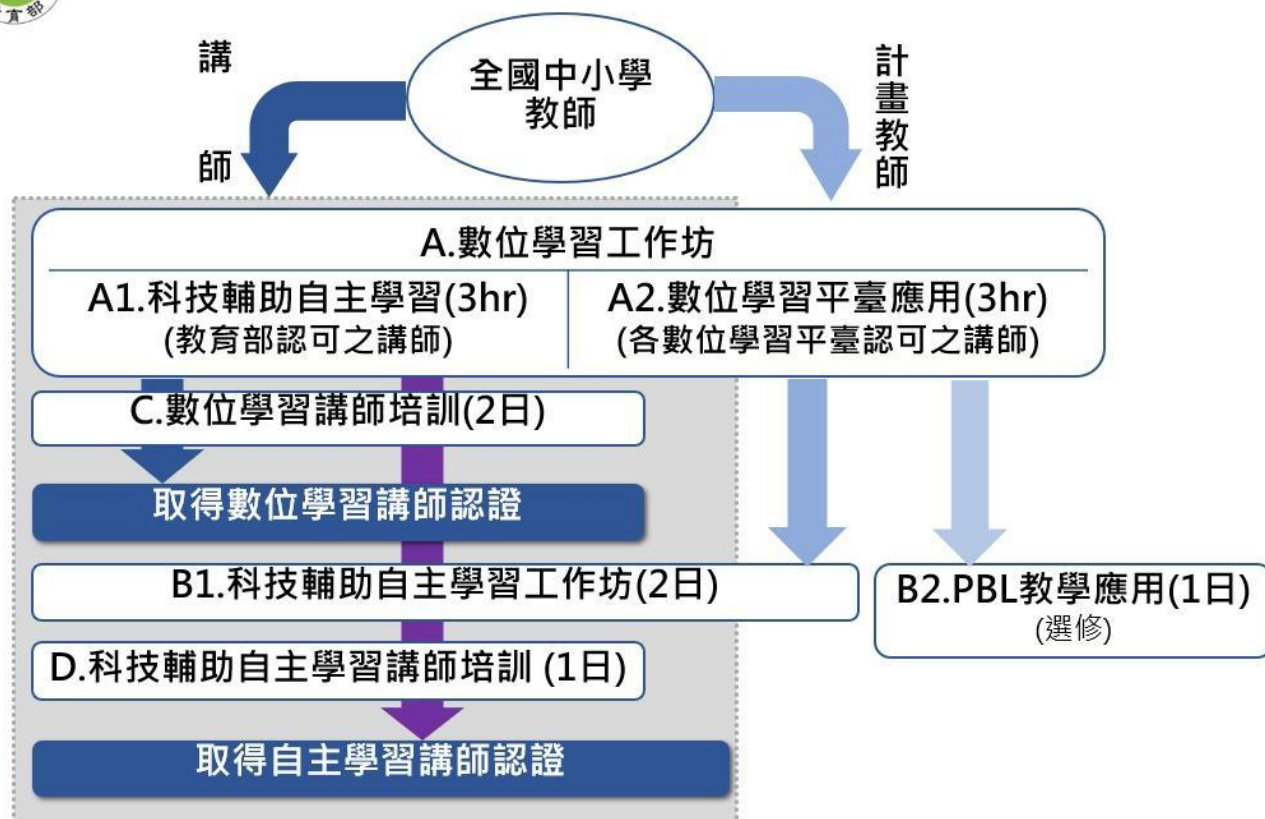 育部
講師
全國中小學
教師
計畫教師
A.數位學習工作坊
A1.科技輔助自主學習(3hr)
(教育部認可之講師)
A2.數位學習平臺應用(3hr)
(各數位學習平臺認可之講師)
C.數位學習講師培訓(2日)
取得數位學習講師認證
B1.科技輔助自主學習工作坊(2日)
B2.PBL教學應用(1日)
(選修)
D.科技輔助自主學習講師培訓 (1日)
取得自主學習講師認證